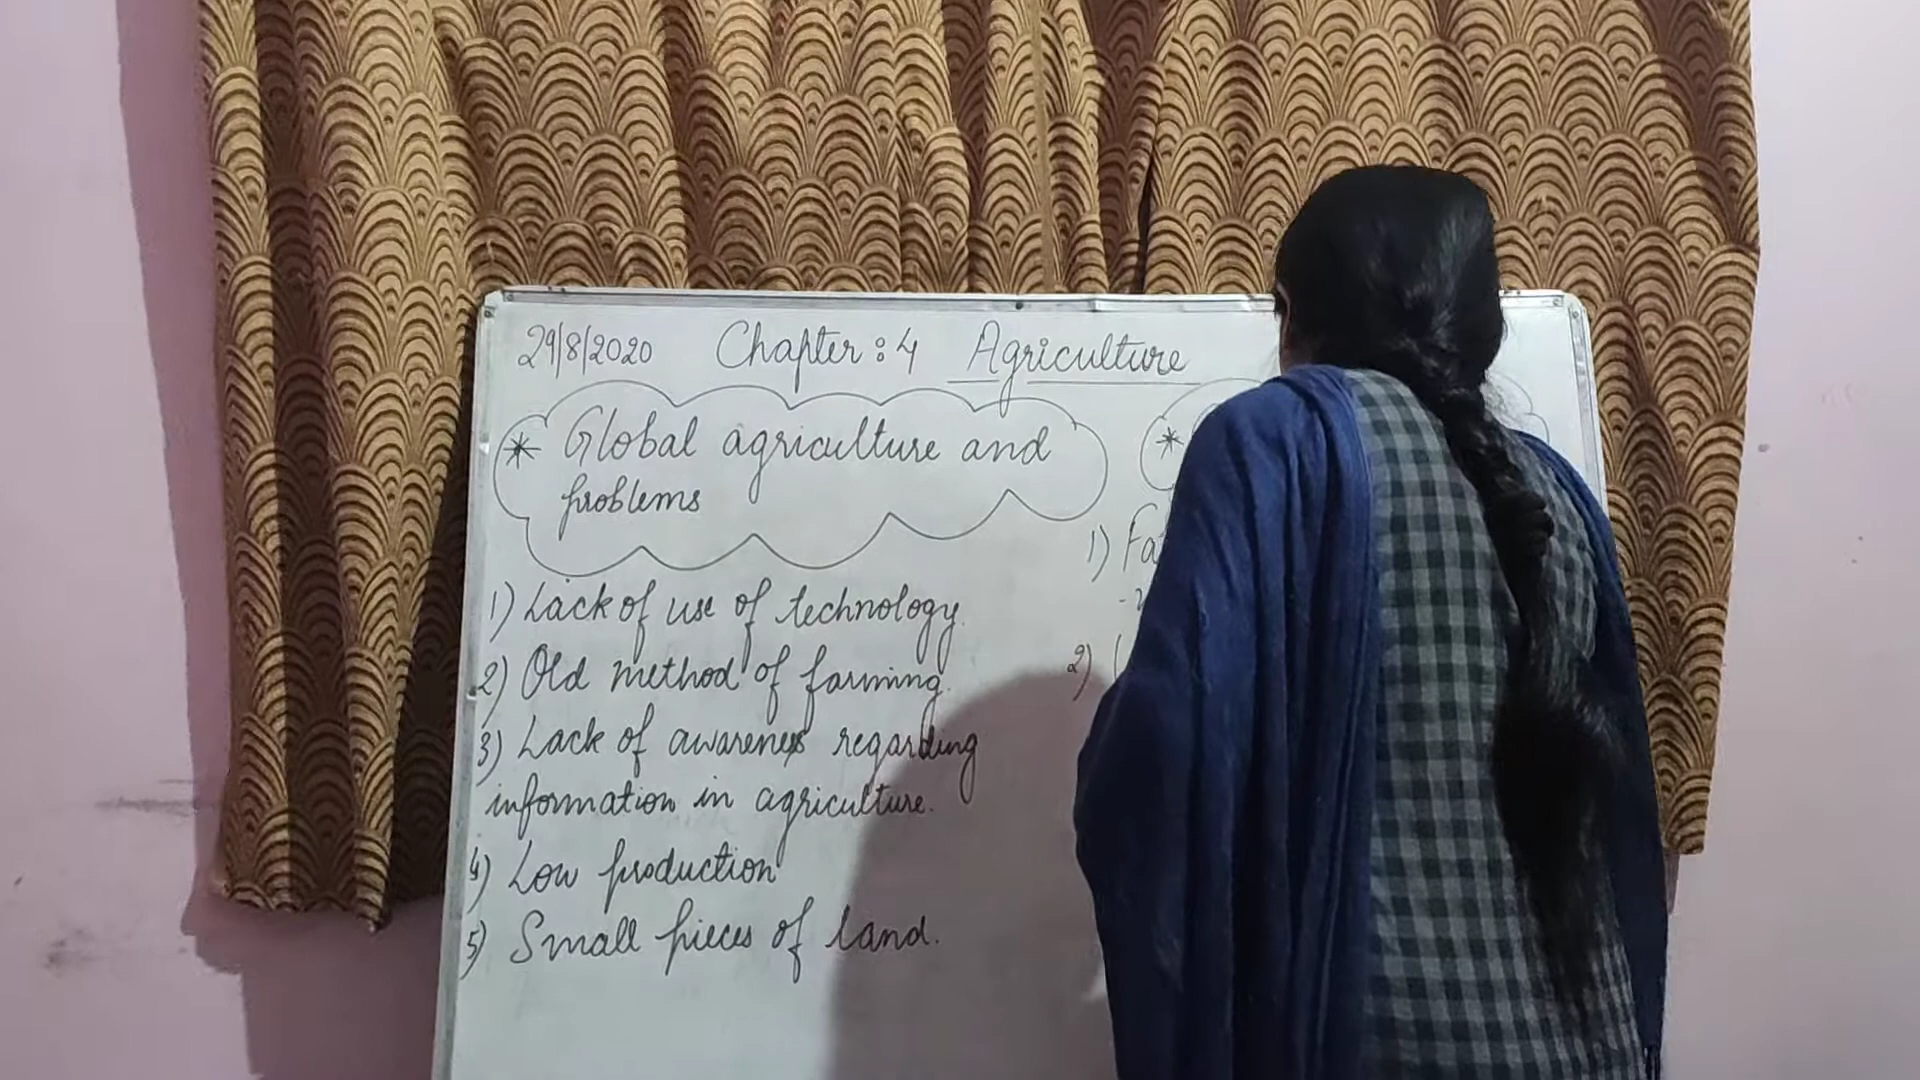 29/8/2020 Chapter : 4 Agriculture
* Global agriculture and
problems
1) Lack of use of technology.
2) Old method of farming.
3) Lack of awareness regarding
information in agriculture.
4) Low production
5) Small pieces of land.
*
1)
2)